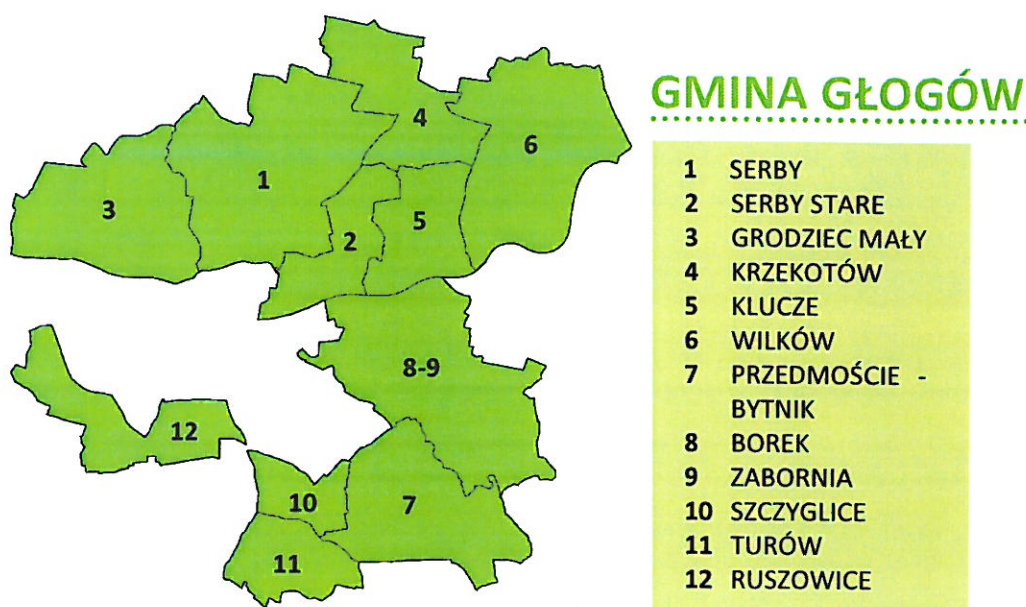 GMINA GŁOGÓW
1 SERBY
2 SERBY STARE
3 GRODZIEC MAŁY
4 KRZEKOTÓW
5 KLUCZE
6 WILKÓW
7 PRZEDMOŚCIE -
BYTNIK
8 BOREK
9 ZABORNIA
10 SZCZYGLICE
11 TURÓW
12 RUSZOWICE
4
6
1
3
5
2
8-9
12
10
7
11